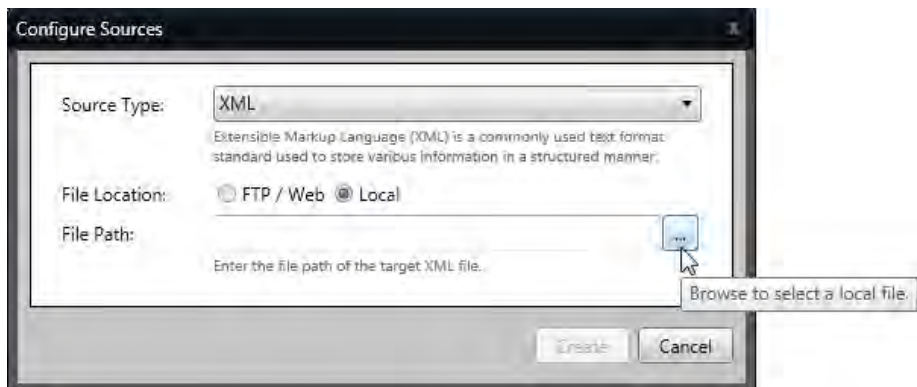 Configure Sources
x
Source Type: XML
Extensible Markup Language (XML) is a commonly used text format
standard used to store various information in a structured manner.
File Location: FTP / Web Local
File Path: ...
Enter the file path of the target XML file.
Browse to select a local file.
Create Cancel